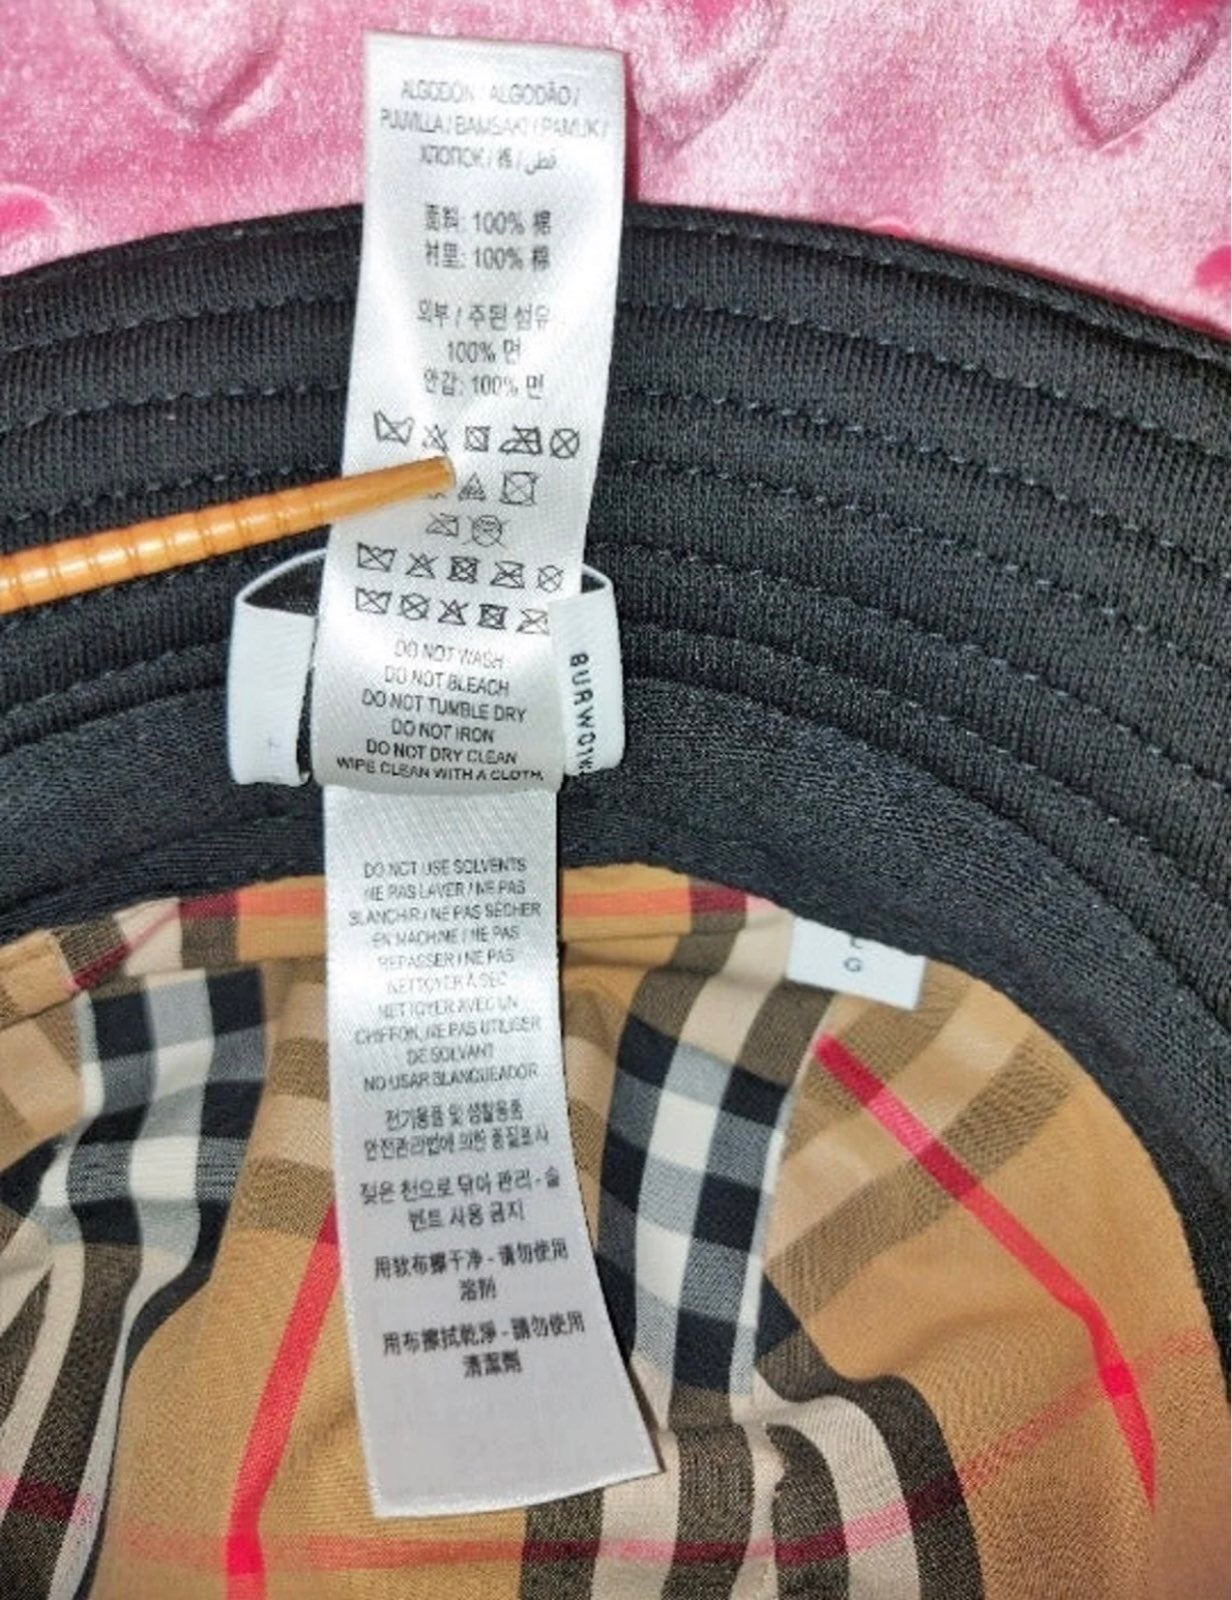 ALGODÓN / ALGODÃO /
PUUVILLA / BAMSAKI / PAMUK /
ХЛОПОК / 棉 / قطن
面料: 100% 棉
衬里: 100% 棉
외부 / 주된 섬유
100% 면
안감: 100% 면
DO NOT WASH
DO NOT BLEACH
DO NOT TUMBLE DRY
DO NOT IRON
DO NOT DRY CLEAN
WIPE CLEAN WITH A CLOTH,
BURWO1W
DO NOT USE SOLVENTS
NE PAS LAVER / NE PAS
BLANCHIR / NE PAS SÉCHER
EN MACHINE / NE PAS
REPASSER / NE PAS
NETTOYER À SEC
NETTOYER AVEC UN
CHIFFON, NE PAS UTILISER
DE SOLVANT
NO USAR BLANQUEADOR
전기용품 및 생활용품
안전관리법에 의한 품질표시
젖은 천으로 닦아 관리 - 솔
벤트 사용 금지
用软布擦干净 - 请勿使用
溶剂
用布擦拭乾淨 - 請勿使用
清潔劑
L
G